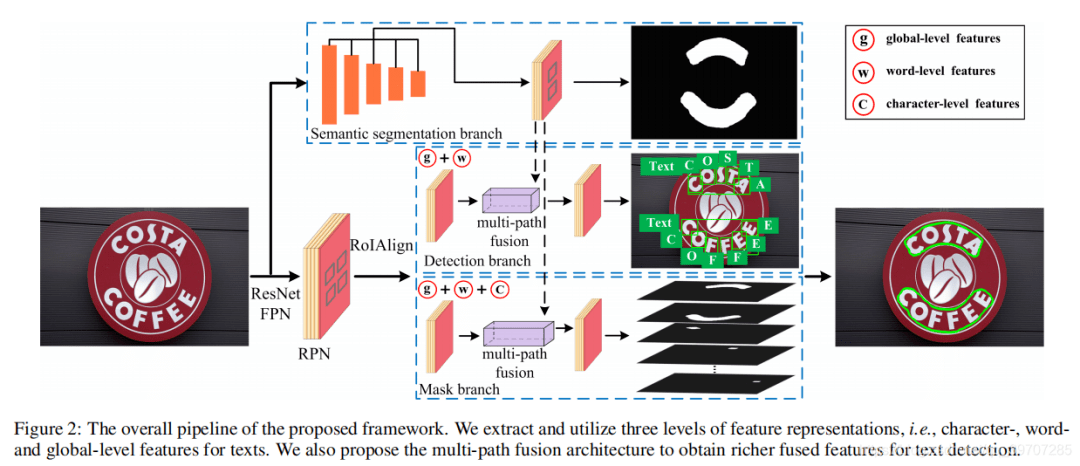 g global-level features
w word-level features
C character-level features
Semantic segmentation branch
g + w
multi-path
fusion
Detection branch
Text C O S T A
Text C O F F E E
COSTA
COFFEE
g + w + C
multi-path
fusion
Mask branch
COSTA
COFFEE
ResNet
FPN
RPN
RoIAlign
COSTA
COFFEE
Figure 2: The overall pipeline of the proposed framework. We extract and utilize three levels of feature representations, i.e., character-, word-
and global-level features for texts. We also propose the multi-path fusion architecture to obtain richer fused features for text detection.